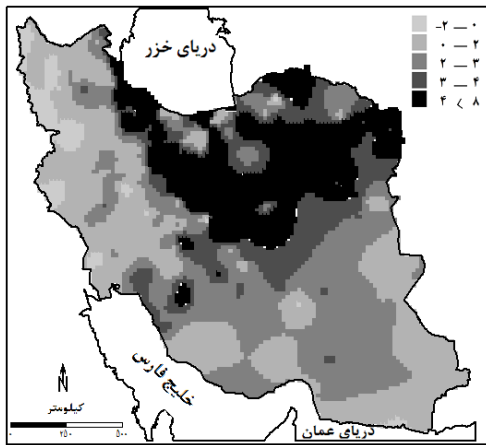 دریای خزر
-۲ — ۰
۰ — ۲
۲ — ۳
۳ — ۴
۴ < ۸
خلیج فارس
دریای عمان
N
کیلومتر
۰ ۲۵۰ ۵۰۰